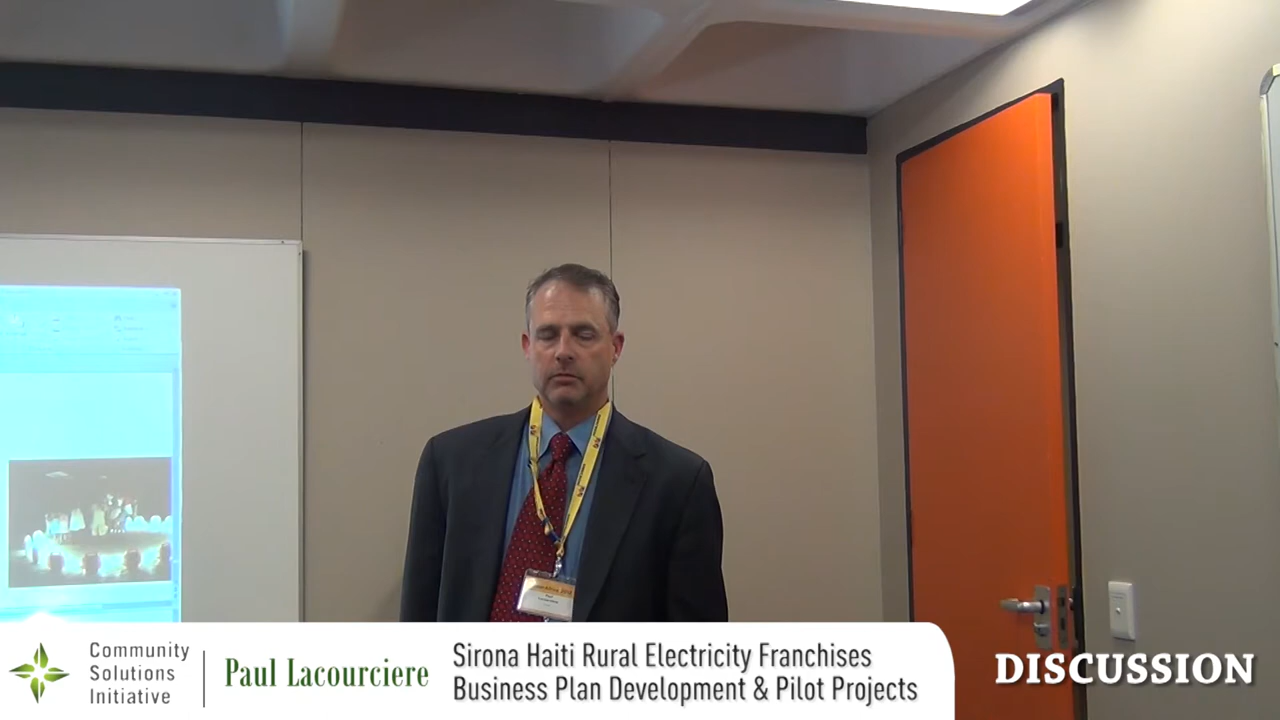 Community
Solutions
Initiative
Paul Lacourciere
Sirona Haiti Rural Electricity Franchises
Business Plan Development & Pilot Projects
DISCUSSION